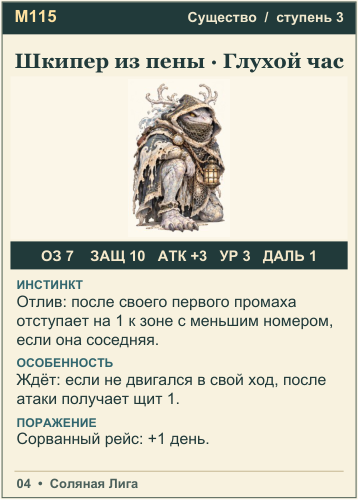 M115
Существо / ступень 3
Шкипер из пены · Глухой час
ОЗ 7 ЗАЩ 10 АТК +3 УР 3 ДАЛЬ 1
ИНСТИНКТ
Отлив: после своего первого промаха
отступает на 1 к зоне с меньшим номером,
если она соседняя.
ОСОБЕННОСТЬ
Ждёт: если не двигался в свой ход, после
атаки получает щит 1.
ПОРАЖЕНИЕ
Сорванный рейс: +1 день.
04 • Соляная Лига